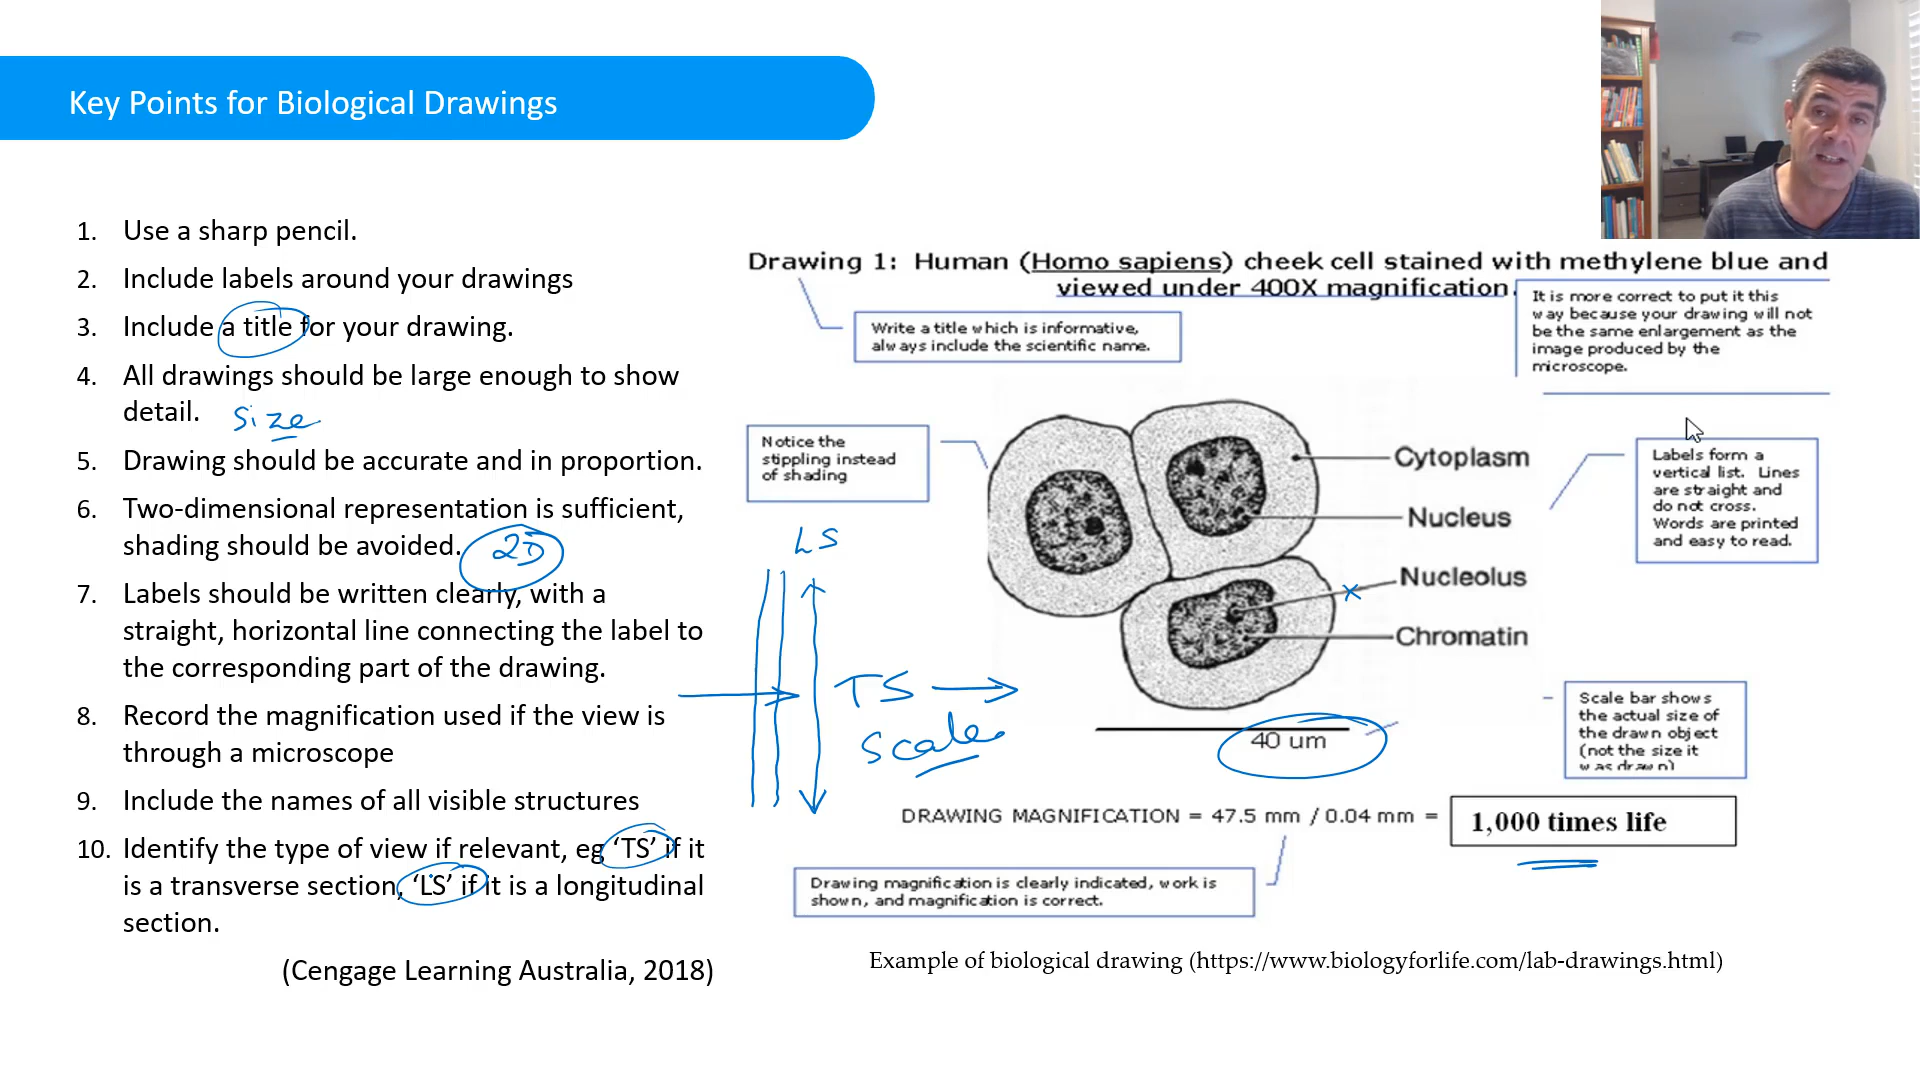 Key Points for Biological Drawings
1. Use a sharp pencil.
2. Include labels around your drawings
3. Include a title for your drawing.
4. All drawings should be large enough to show
detail.
Size
5. Drawing should be accurate and in proportion.
6. Two-dimensional representation is sufficient,
shading should be avoided.
2D
7. Labels should be written clearly, with a
straight, horizontal line connecting the label to
the corresponding part of the drawing.
8. Record the magnification used if the view is
through a microscope
9. Include the names of all visible structures
10. Identify the type of view if relevant, eg ‘TS’ if it
is a transverse section, ‘LS’ if it is a longitudinal
section.
(Cengage Learning Australia, 2018)
Drawing 1: Human (Homo sapiens) cheek cell stained with methylene blue and
viewed under 400X magnification.
Write a title which is informative,
always include the scientific name.
It is more correct to put it this
way because your drawing will not
be the same enlargement as the
image produced by the
microscope.
Notice the
stippling instead
of shading
Cytoplasm
Nucleus
Nucleolus
Chromatin
Labels form a
vertical list. Lines
are straight and
do not cross.
Words are printed
and easy to read.
LS
TS
Scale
x
40 um
Scale bar shows
the actual size of
the drawn object
(not the size it
was drawn)
DRAWING MAGNIFICATION = 47.5 mm / 0.04 mm =
1,000 times life
Drawing magnification is clearly indicated, work is
shown, and magnification is correct.
Example of biological drawing (https://www.biologyforlife.com/lab-drawings.html)